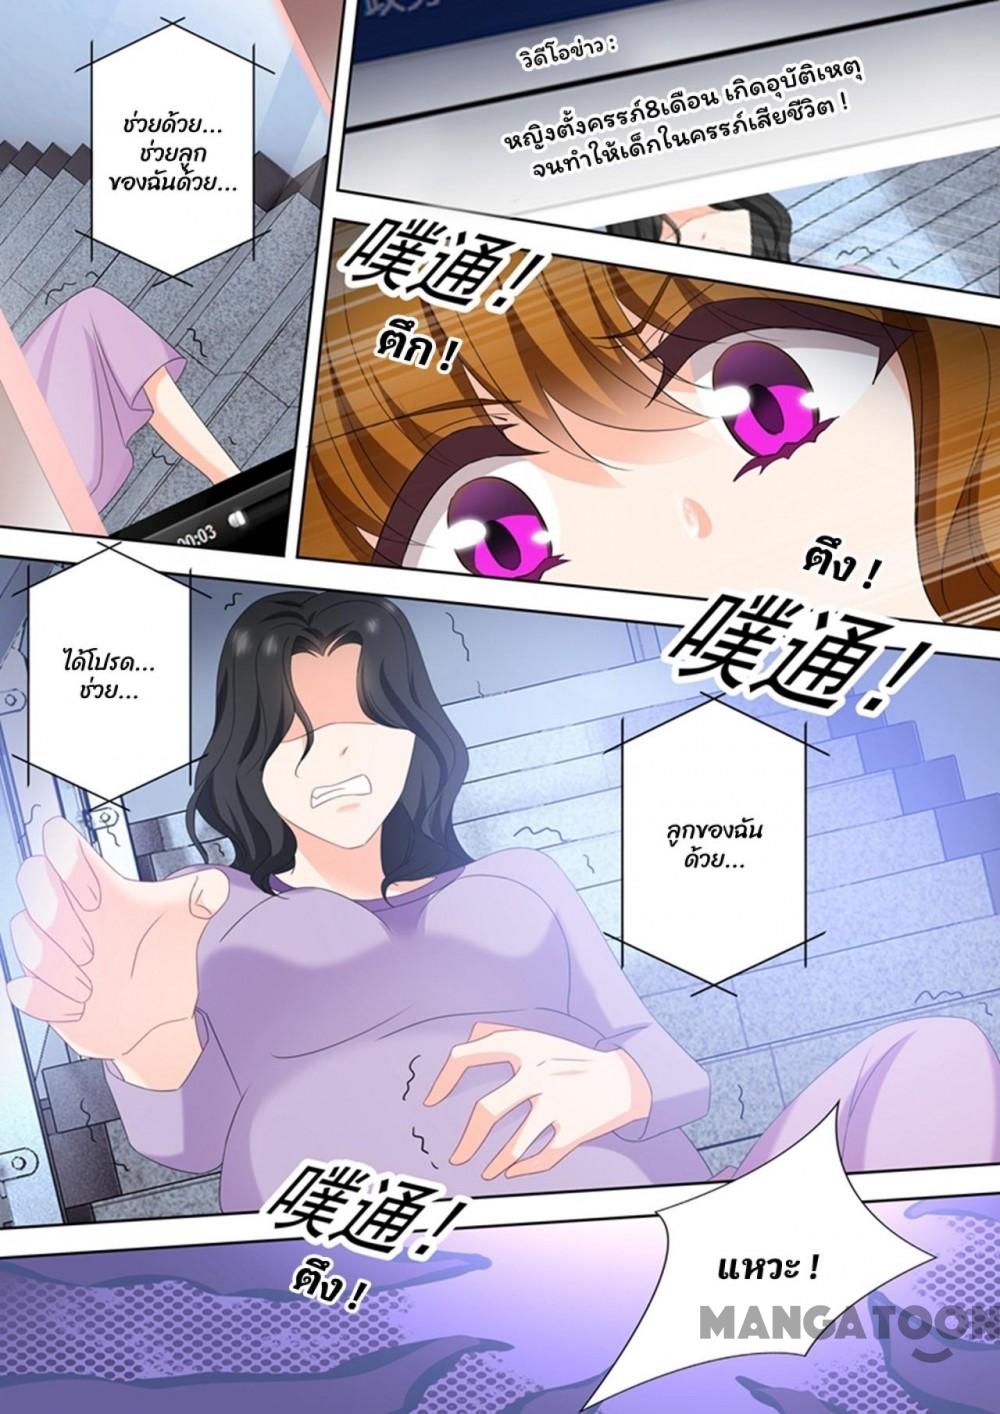 ช่วยด้วย...
ช่วยลูก
ของฉันด้วย...
วิดีโอข่าว :
หญิงตั้งครรภ์8เดือน เกิดอุบัติเหตุ
จนทำให้เด็กในครรภ์เสียชีวิต !
噗通!
ตึก !
00:03
ตึง !
噗通!
ได้โปรด...
ช่วย...
ลูกของฉัน
ด้วย...
噗通!
ตึง !
แหวะ !
MANGATOON